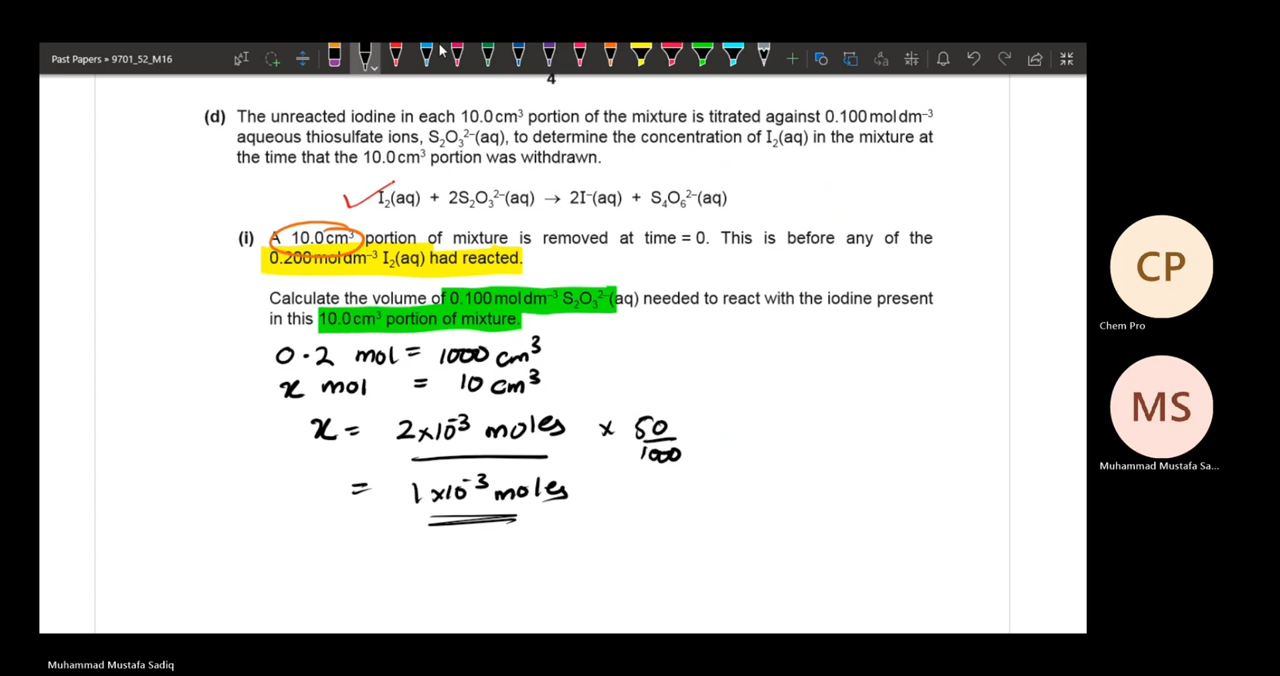 Past Papers » 9701_52_M16
4
(d) The unreacted iodine in each 10.0 cm³ portion of the mixture is titrated against 0.100 mol dm⁻³
aqueous thiosulfate ions, S₂O₃²⁻(aq), to determine the concentration of I₂(aq) in the mixture at
the time that the 10.0 cm³ portion was withdrawn.
I₂(aq) + 2S₂O₃²⁻(aq) → 2I⁻(aq) + S₄O₆²⁻(aq)
(i) A 10.0 cm³ portion of mixture is removed at time = 0. This is before any of the
0.200 mol dm⁻³ I₂(aq) had reacted.
Calculate the volume of 0.100 mol dm⁻³ S₂O₃²⁻(aq) needed to react with the iodine present
in this 10.0 cm³ portion of mixture.
0.2 mol = 1000 cm³
x mol = 10 cm³
x = 2×10⁻³ moles × 50/1000
= 1×10⁻³ moles
CP
Chem Pro
MS
Muhammad Mustafa Sa...
Muhammad Mustafa Sadiq